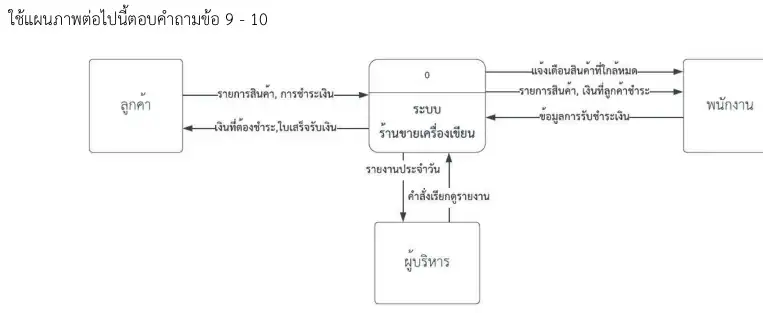 ใช้แผนภาพต่อไปนี้ตอบคำถามข้อ 9 - 10
ลูกค้า
รายการสินค้า, การชำระเงิน
เงินที่ต้องชำระ,ใบเสร็จรับเงิน
0
ระบบ
ร้านขายเครื่องเขียน
แจ้งเตือนสินค้าที่ใกล้หมด
รายการสินค้า, เงินที่ลูกค้าชำระ
ข้อมูลการรับชำระเงิน
พนักงาน
รายงานประจำวัน
คำสั่งเรียกดูรายงาน
ผู้บริหาร